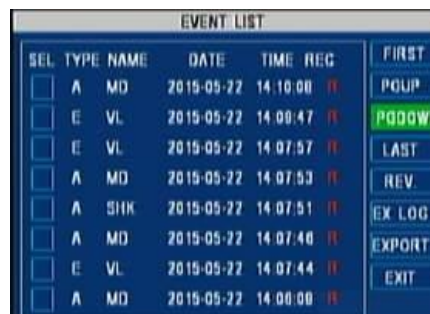 EVENT LIST
SEL TYPE NAME DATE TIME REC
A MD 2015-05-22 14:10:08 R
E VL 2015-05-22 14:08:47 R
E VL 2015-05-22 14:07:57 R
A MD 2015-05-22 14:07:53 R
A SHK 2015-05-22 14:07:51 R
A MD 2015-05-22 14:07:46 R
E VL 2015-05-22 14:07:44 R
A MD 2015-05-22
FIRST
PGUP
PGDOW
LAST
REV.
EX LOG
EXPORT
EXIT